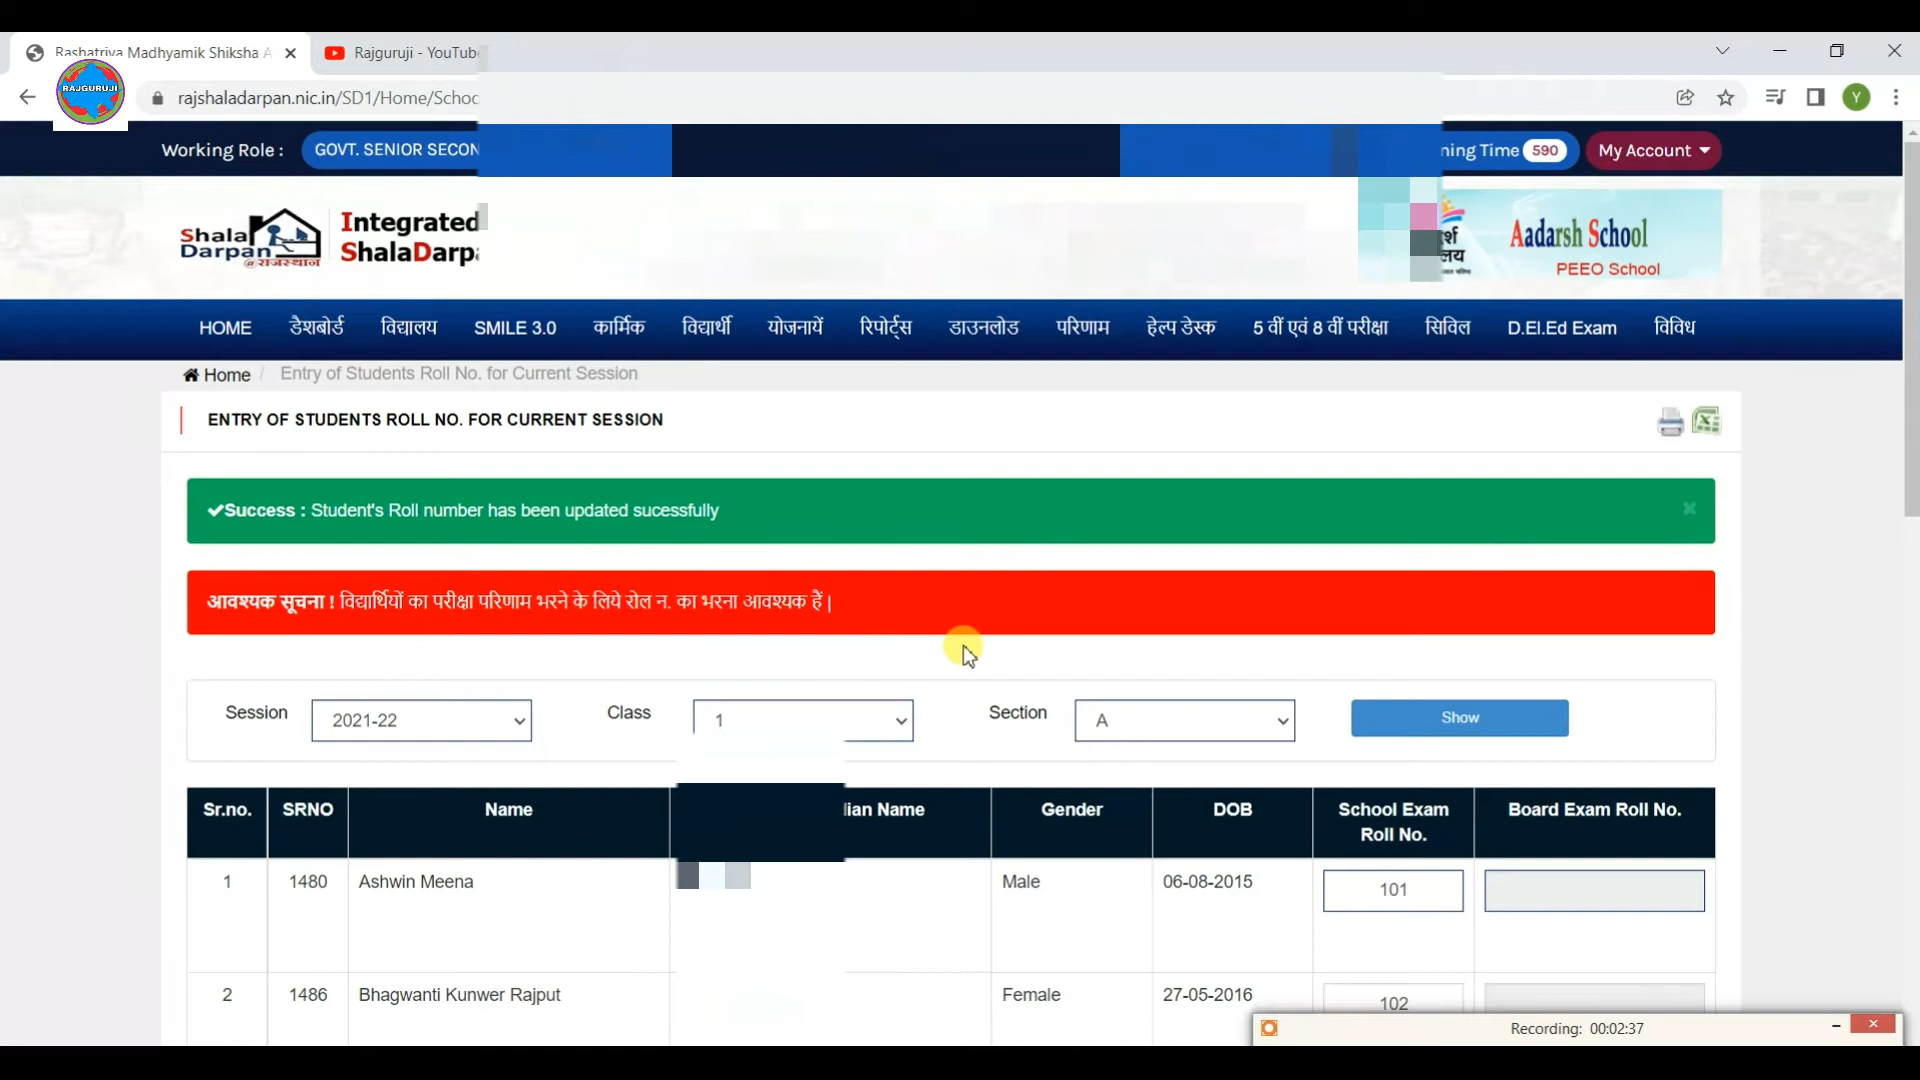 Rashatriya Madhyamik Shiksha A
Rajguruji - YouTube
RAJGURUJI
rajshaladarpan.nic.in/SD1/Home/Schoo
Y
Working Role :
GOVT. SENIOR SECON
ning Time 590
My Account
Shala
Darpan
@राजस्थान
Integrated
ShalaDarpa
Aadarsh School
PEEO School
HOME डैशबोर्ड विद्यालय SMILE 3.0 कार्मिक विद्यार्थी योजनायें रिपोर्ट्स डाउनलोड परिणाम हेल्प डेस्क 5 वीं एवं 8 वीं परीक्षा सिविल D.El.Ed Exam विविध
Home / Entry of Students Roll No. for Current Session
ENTRY OF STUDENTS ROLL NO. FOR CURRENT SESSION
Success : Student's Roll number has been updated sucessfully
आवश्यक सूचना ! विद्यार्थियों का परीक्षा परिणाम भरने के लिये रोल न. का भरना आवश्यक हैं |
Session 2021-22 Class 1 Section A Show
Sr.no. SRNO Name lian Name Gender DOB School Exam Roll No. Board Exam Roll No.
1 1480 Ashwin Meena Male 06-08-2015 101
2 1486 Bhagwanti Kunwer Rajput Female 27-05-2016 102
Recording: 00:02:37